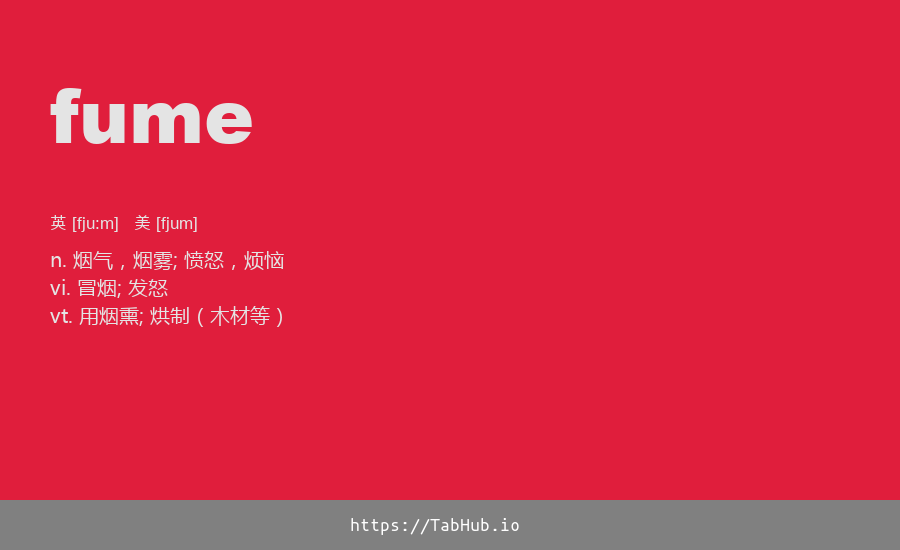 fume
英 [fjuːm] 美 [fjum]
n. 烟气，烟雾; 愤怒，烦恼
vi. 冒烟; 发怒
vt. 用烟熏; 烘制（木材等）
https://TabHub.io